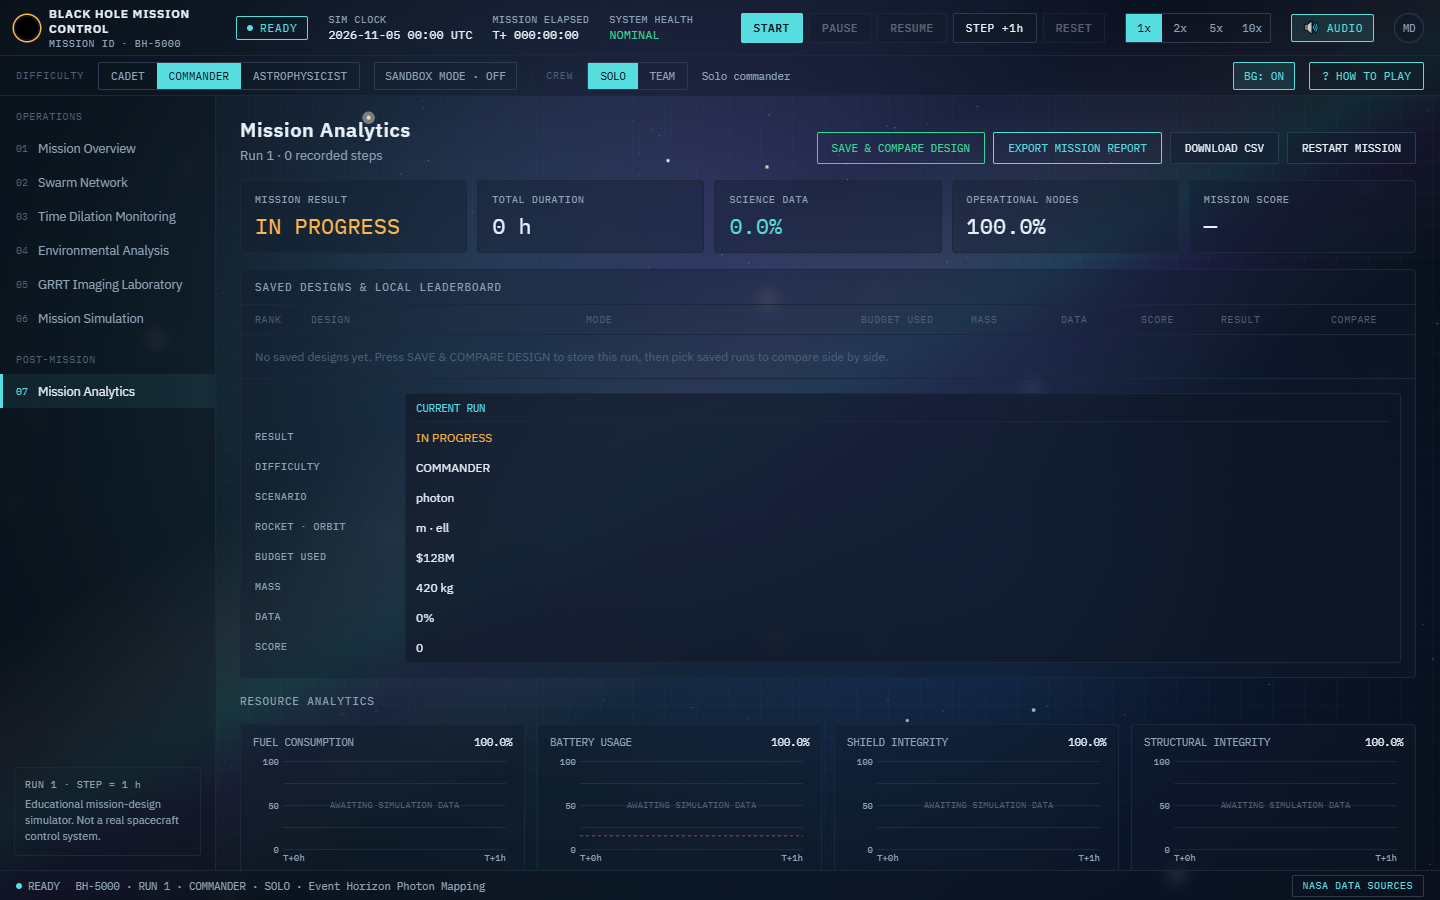 BLACK HOLE MISSION CONTROL
MISSION ID · BH-5000
READY
SIM CLOCK
2026-11-05 00:00 UTC
MISSION ELAPSED
T+ 000:00:00
SYSTEM HEALTH
NOMINAL
START PAUSE RESUME STEP +1h RESET
1x 2x 5x 10x
AUDIO
MD
DIFFICULTY CADET COMMANDER ASTROPHYSICIST
SANDBOX MODE · OFF
CREW SOLO TEAM Solo commander
BG: ON
? HOW TO PLAY
OPERATIONS
01 Mission Overview
02 Swarm Network
03 Time Dilation Monitoring
04 Environmental Analysis
05 GRRT Imaging Laboratory
06 Mission Simulation
POST-MISSION
07 Mission Analytics
RUN 1 · STEP = 1 h
Educational mission-design
simulator. Not a real spacecraft
control system.
Mission Analytics
Run 1 · 0 recorded steps
SAVE & COMPARE DESIGN
EXPORT MISSION REPORT
DOWNLOAD CSV
RESTART MISSION
MISSION RESULT
IN PROGRESS
TOTAL DURATION
0 h
SCIENCE DATA
0.0%
OPERATIONAL NODES
100.0%
MISSION SCORE
—
SAVED DESIGNS & LOCAL LEADERBOARD
RANK DESIGN MODE BUDGET USED MASS DATA SCORE RESULT COMPARE
No saved designs yet. Press SAVE & COMPARE DESIGN to store this run, then pick saved runs to compare side by side.
CURRENT RUN
RESULT IN PROGRESS
DIFFICULTY COMMANDER
SCENARIO photon
ROCKET · ORBIT m · ell
BUDGET USED $128M
MASS 420 kg
DATA 0%
SCORE 0
RESOURCE ANALYTICS
FUEL CONSUMPTION 100.0%
100
50
0
AWAITING SIMULATION DATA
T+0h T+1h
BATTERY USAGE 100.0%
100
50
0
AWAITING SIMULATION DATA
T+0h T+1h
SHIELD INTEGRITY 100.0%
100
50
0
AWAITING SIMULATION DATA
T+0h T+1h
STRUCTURAL INTEGRITY 100.0%
100
50
0
AWAITING SIMULATION DATA
T+0h T+1h
READY BH-5000 · RUN 1 · COMMANDER · SOLO · Event Horizon Photon Mapping
NASA DATA SOURCES